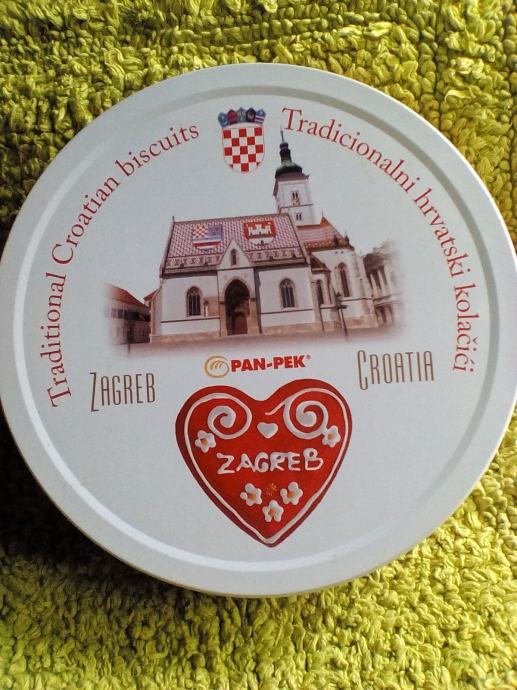 Traditional Croatian biscuits
Tradicionalni hrvatski kolačići
ZAGREB
PAN-PEK®
CROATIA
ZAGREB